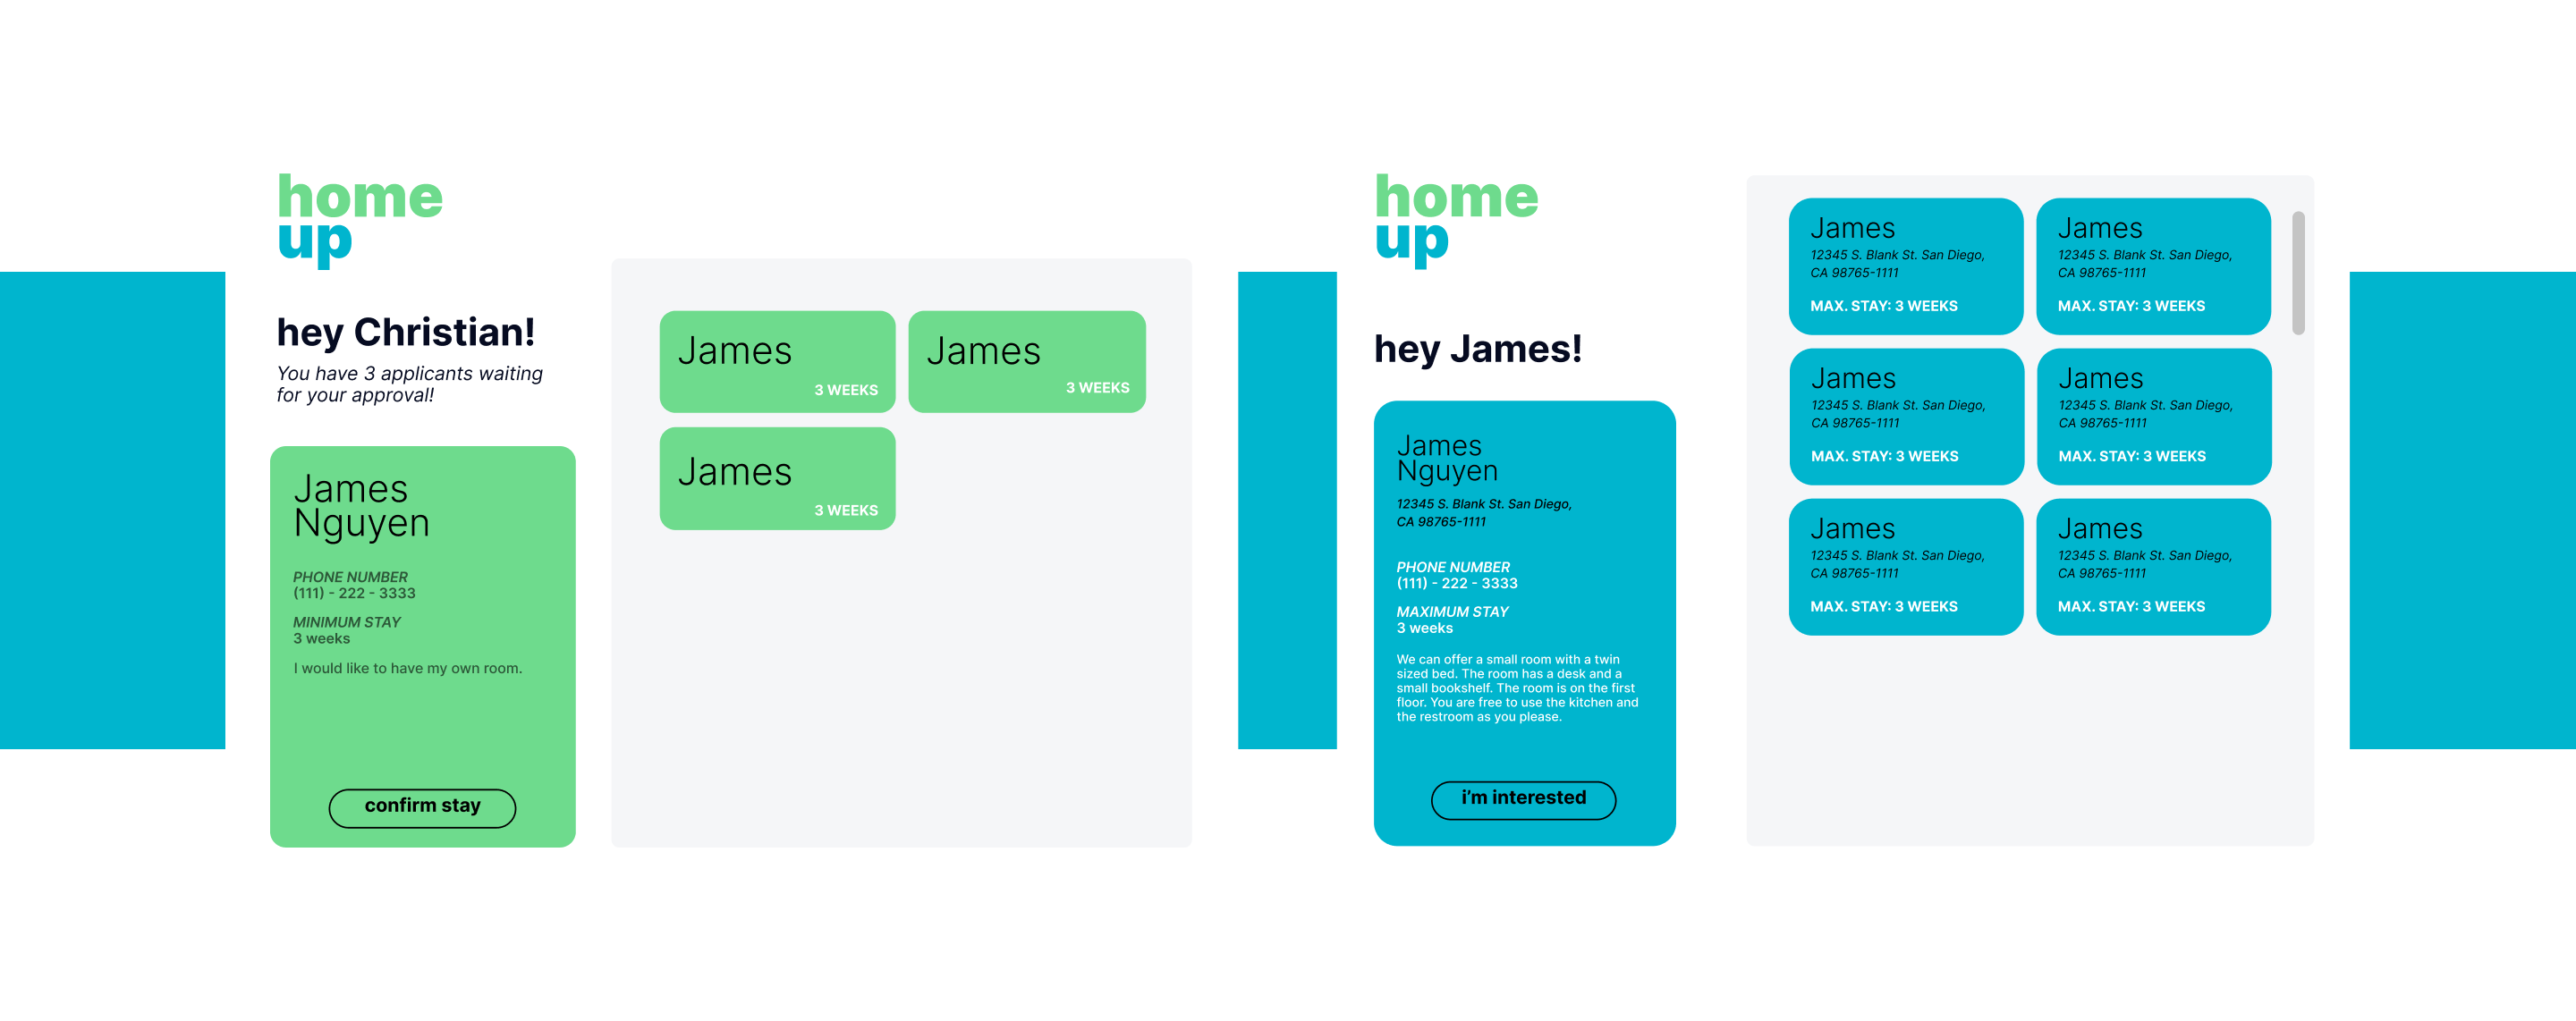 home
up
hey Christian!
You have 3 applicants waiting
for your approval!
James
Nguyen
PHONE NUMBER
(111) - 222 - 3333
MINIMUM STAY
3 weeks
I would like to have my own room.
confirm stay
James
3 WEEKS
James
3 WEEKS
James
3 WEEKS
home
up
hey James!
James
Nguyen
12345 S. Blank St. San Diego,
CA 98765-1111
PHONE NUMBER
(111) - 222 - 3333
MAXIMUM STAY
3 weeks
We can offer a small room with a twin
sized bed. The room has a desk and a
small bookshelf. The room is on the first
floor. You are free to use the kitchen and
the restroom as you please.
i'm interested
James
12345 S. Blank St. San Diego,
CA 98765-1111
MAX. STAY: 3 WEEKS
James
12345 S. Blank St. San Diego,
CA 98765-1111
MAX. STAY: 3 WEEKS
James
12345 S. Blank St. San Diego,
CA 98765-1111
MAX. STAY: 3 WEEKS
James
12345 S. Blank St. San Diego,
CA 98765-1111
MAX. STAY: 3 WEEKS
James
12345 S. Blank St. San Diego,
CA 98765-1111
MAX. STAY: 3 WEEKS
James
12345 S. Blank St. San Diego,
CA 98765-1111
MAX. STAY: 3 WEEKS